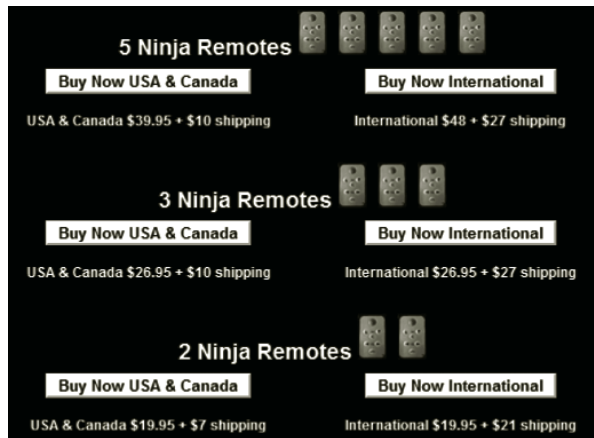 5 Ninja Remotes
Buy Now USA & Canada Buy Now International
USA & Canada $39.95 + $10 shipping International $48 + $27 shipping
3 Ninja Remotes
Buy Now USA & Canada Buy Now International
USA & Canada $26.95 + $10 shipping International $26.95 + $27 shipping
2 Ninja Remotes
Buy Now USA & Canada Buy Now International
USA & Canada $19.95 + $7 shipping International $19.95 + $21 shipping